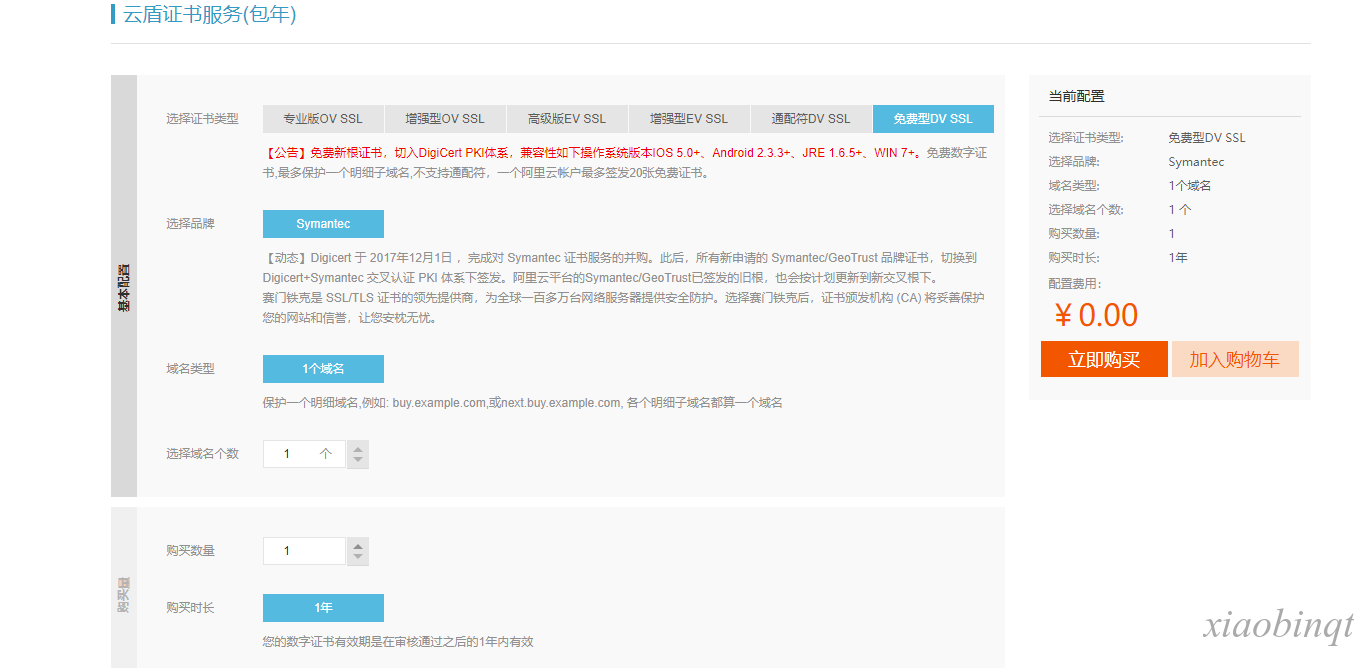 云盾证书服务(包年)
基本配置
选择证书类型
专业版OV SSL
增强型OV SSL
高级版EV SSL
增强型EV SSL
通配符DV SSL
免费型DV SSL
【公告】免费新根证书，切入DigiCert PKI体系，兼容性如下操作系统版本IOS 5.0+、Android 2.3.3+、JRE 1.6.5+、WIN 7+。免费数字证
书,最多保护一个明细子域名,不支持通配符，一个阿里云帐户最多签发20张免费证书。
选择品牌
Symantec
【动态】Digicert 于 2017年12月1日 ，完成对 Symantec 证书服务的并购。此后，所有新申请的 Symantec/GeoTrust 品牌证书，切换到
Digicert+Symantec 交叉认证 PKI 体系下签发。阿里云平台的Symantec/GeoTrust已签发的旧根，也会按计划更新到新交叉根下。
赛门铁克是 SSL/TLS 证书的领先提供商，为全球一百多万台网络服务器提供安全防护。选择赛门铁克后，证书颁发机构 (CA) 将妥善保护
您的网站和信誉，让您安枕无忧。
域名类型
1个域名
保护一个明细域名,例如: buy.example.com,或next.buy.example.com, 各个明细子域名都算一个域名
选择域名个数
1 个
购买量
购买数量
1
购买时长
1年
您的数字证书有效期是在审核通过之后的1年内有效
当前配置
选择证书类型: 免费型DV SSL
选择品牌: Symantec
域名类型: 1个域名
选择域名个数: 1 个
购买数量: 1
购买时长: 1年
配置费用:
¥ 0.00
立即购买
加入购物车
xiaobinqt